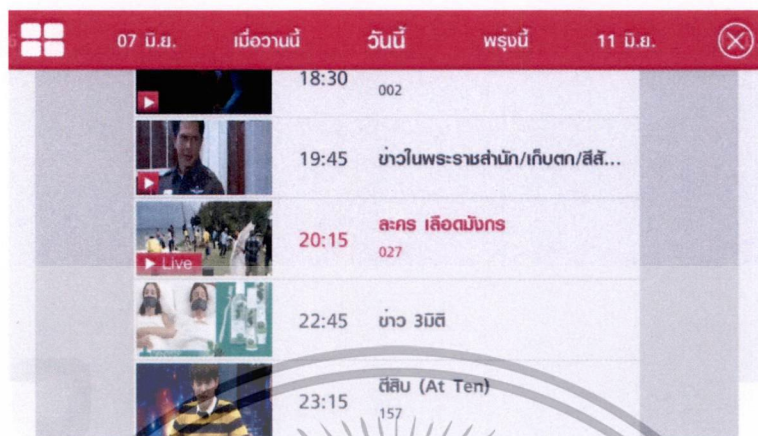 07 มิ.ย. เมื่อวานนี้ วันนี้ พรุ่งนี้ 11 มิ.ย.
18:30
002
19:45 ข่าวในพระราชสำนัก/เก็บตก/สีสั...
20:15 ละคร เลือดมังกร
027
Live
22:45 ข่าว 3มิติ
23:15 ตีสิบ (At Ten)
157